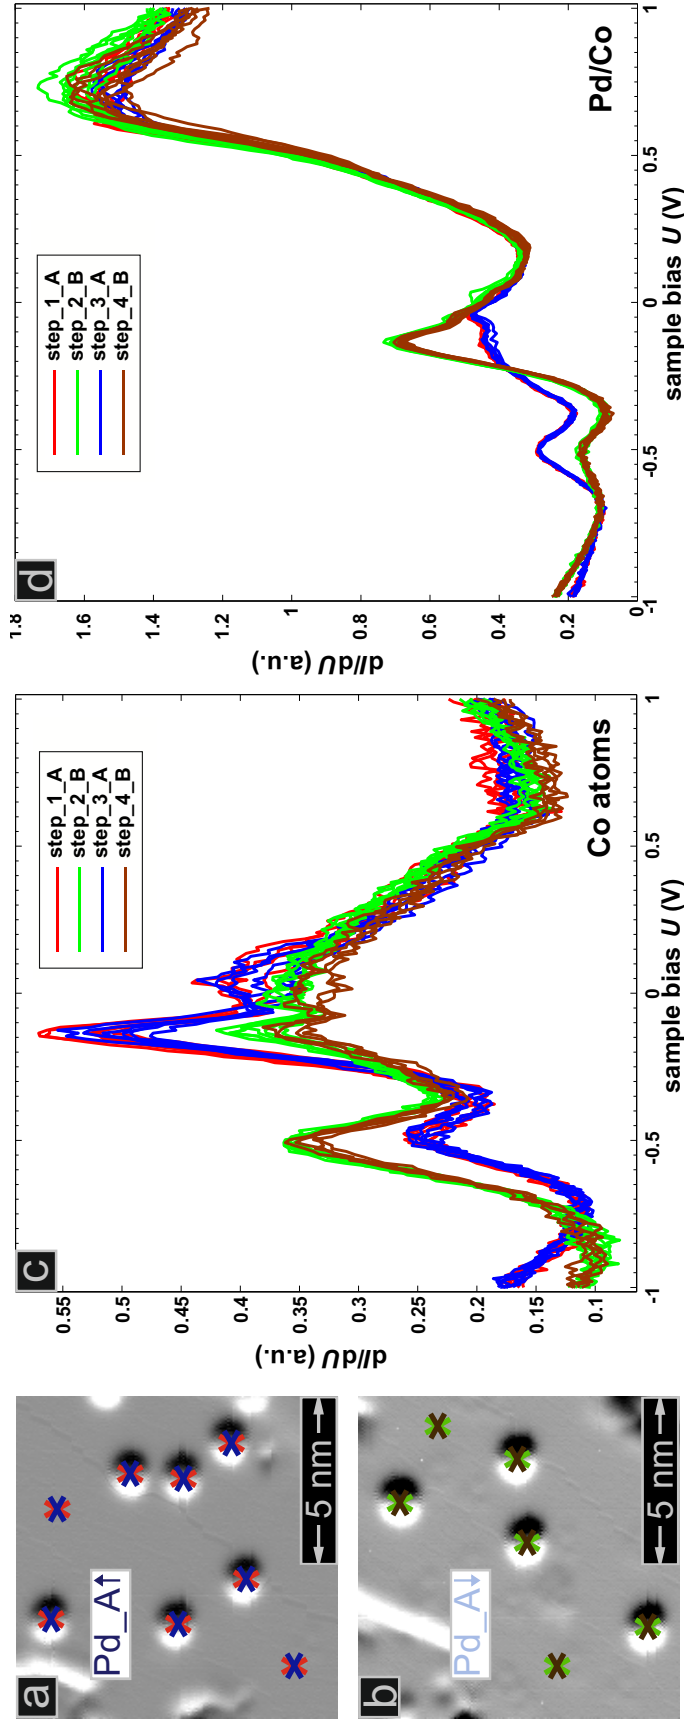 a
Pd_A↑
5 nm
b
Pd_A↓
5 nm
c
step_1_A
step_2_B
step_3_A
step_4_B
0.55
0.5
0.45
0.4
0.35
0.3
0.25
0.2
0.15
0.1
dI/dU (a.u.)
Co atoms
-1
-0.5
0
0.5
1
sample bias U (V)
d
step_1_A
step_2_B
step_3_A
step_4_B
1.8
1.6
1.4
1.2
1
0.8
0.6
0.4
0.2
0
dI/dU (a.u.)
Pd/Co
-1
-0.5
0
0.5
1
sample bias U (V)